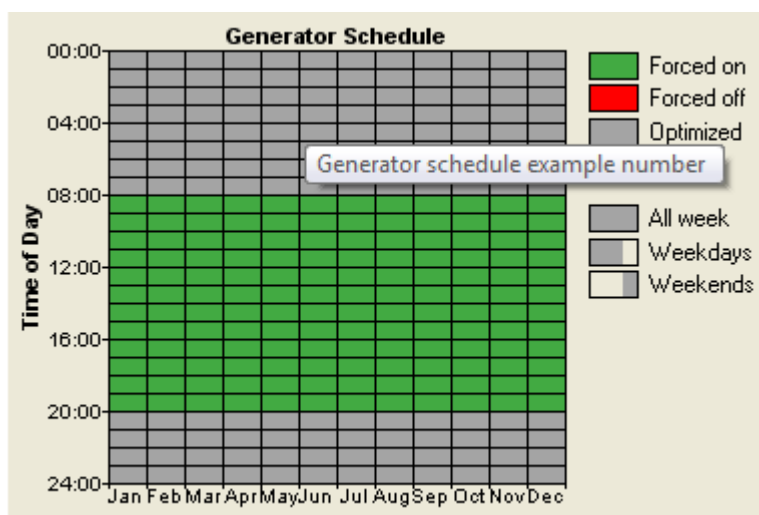 Generator Schedule
00:00
04:00
08:00
12:00
16:00
20:00
24:00
Time of Day
Jan Feb Mar Apr May Jun Jul Aug Sep Oct Nov Dec
Forced on
Forced off
Optimized
Generator schedule example number
All week
Weekdays
Weekends